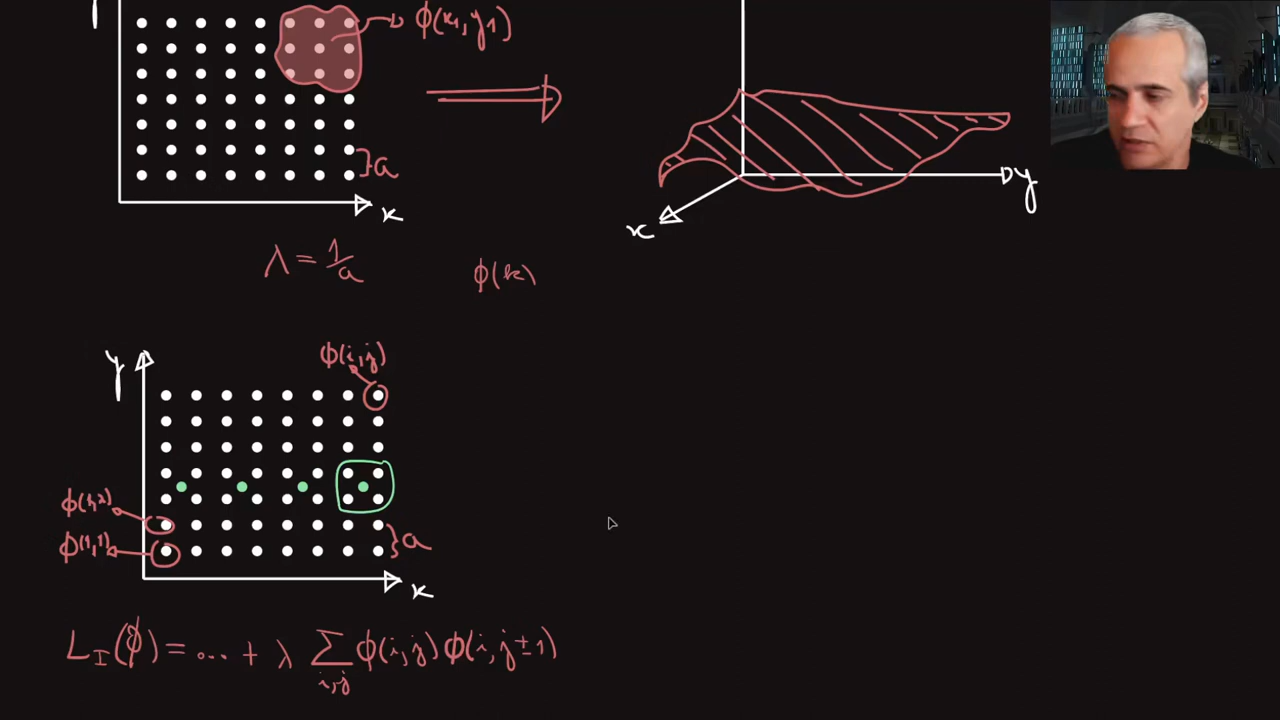 ϕ(x1, y1)
a
x
y
x
λ = 1/a
ϕ(k)
y
ϕ(i,j)
ϕ(1,2)
ϕ(1,1)
a
x
L_I(ϕ) = ... + λ ∑_{i,j} ϕ(i,j) ϕ(i, j±1)